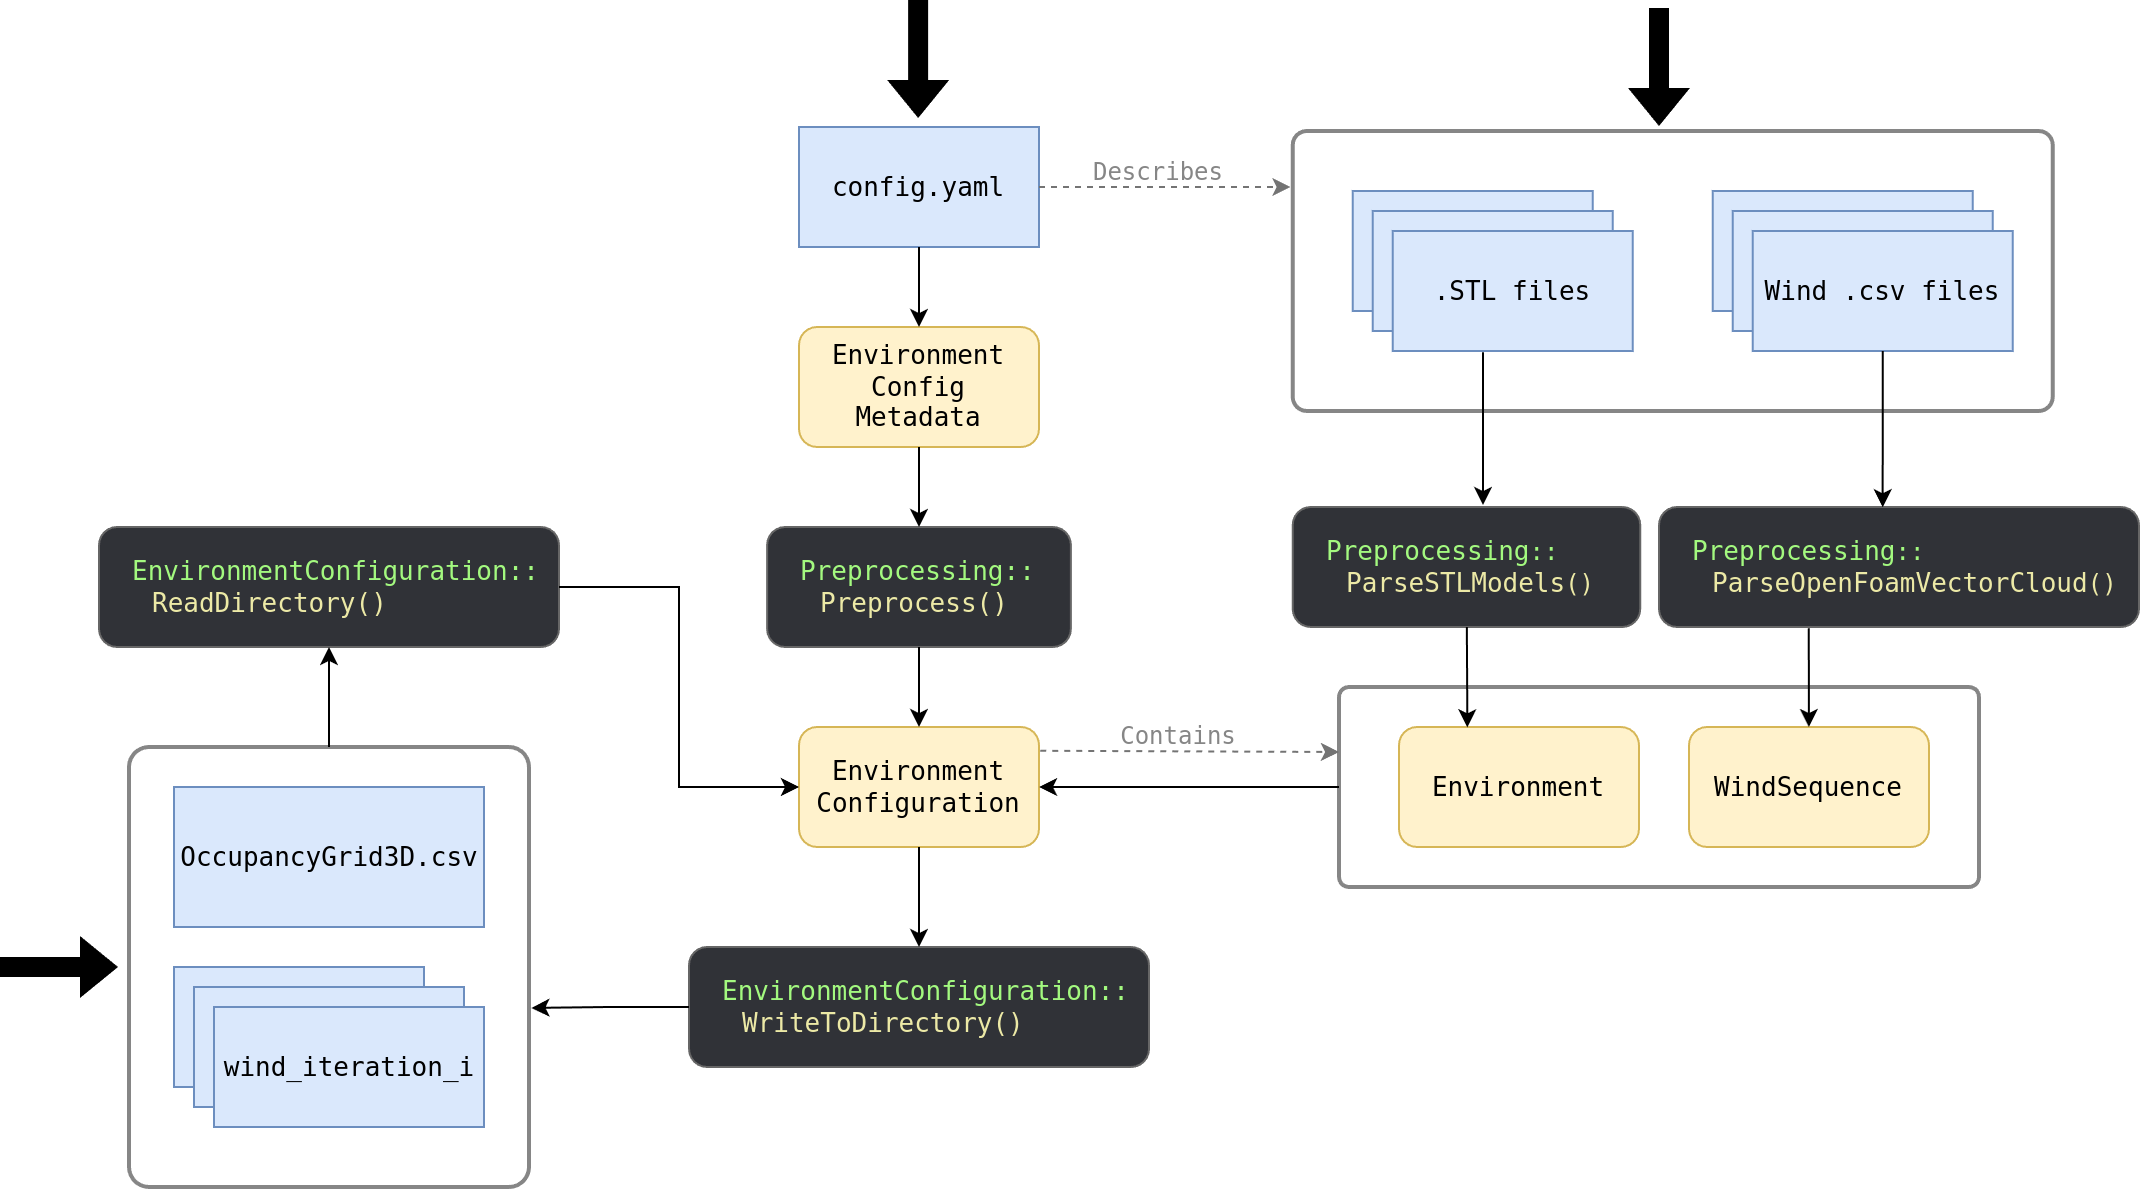 config.yaml
Describes
.STL files
Wind .csv files
Environment
Config
Metadata
EnvironmentConfiguration::
ReadDirectory()
Preprocessing::
Preprocess()
Preprocessing::
ParseSTLModels()
Preprocessing::
ParseOpenFoamVectorCloud()
Environment
Configuration
Contains
Environment
WindSequence
OccupancyGrid3D.csv
wind_iteration_i
EnvironmentConfiguration::
WriteToDirectory()